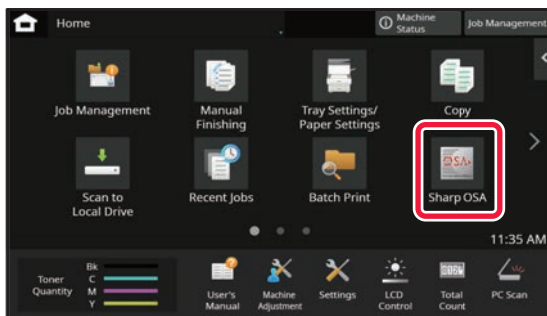 Home
Machine
Status
Job Management
Job Management
Manual
Finishing
Tray Settings/
Paper Settings
Copy
OSA
Scan to
Local Drive
Recent Jobs
Batch Print
Sharp OSA
11:35 AM
Toner
Quantity
Bk
C
M
Y
User's
Manual
Machine
Adjustment
Settings
LCD
Control
Total
Count
PC Scan